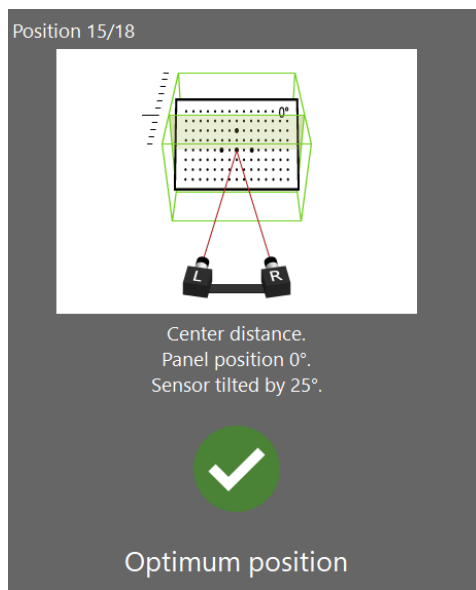 Position 15/18
0°
L
R
Center distance.
Panel position 0°.
Sensor tilted by 25°.
Optimum position